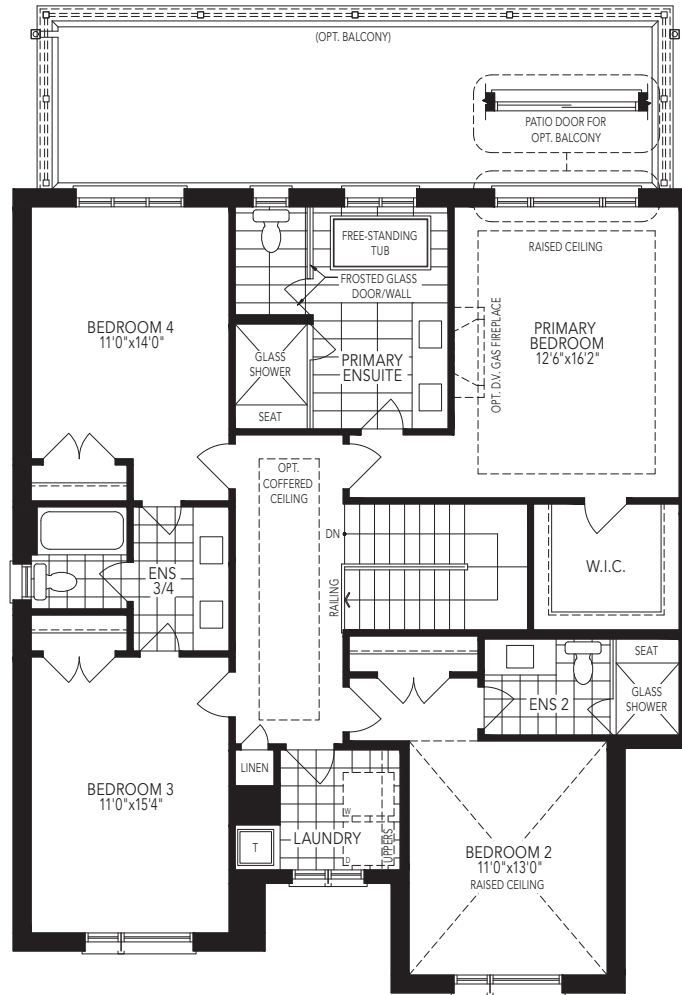 (OPT. BALCONY)
PATIO DOOR FOR
OPT. BALCONY
FREE-STANDING
TUB
RAISED CEILING
FROSTED GLASS
DOOR/WALL
BEDROOM 4
11'0"x14'0"
GLASS
SHOWER
SEAT
PRIMARY
ENSUITE
OPT. D.V. GAS FIREPLACE
PRIMARY
BEDROOM
12'6"x16'2"
OPT.
COFFERED
CEILING
DN
RAILING
W.I.C.
ENS
3/4
SEAT
GLASS
SHOWER
ENS 2
LINEN
BEDROOM 3
11'0"x15'4"
T
LAUNDRY
W
D
UPPERS
BEDROOM 2
11'0"x13'0"
RAISED CEILING